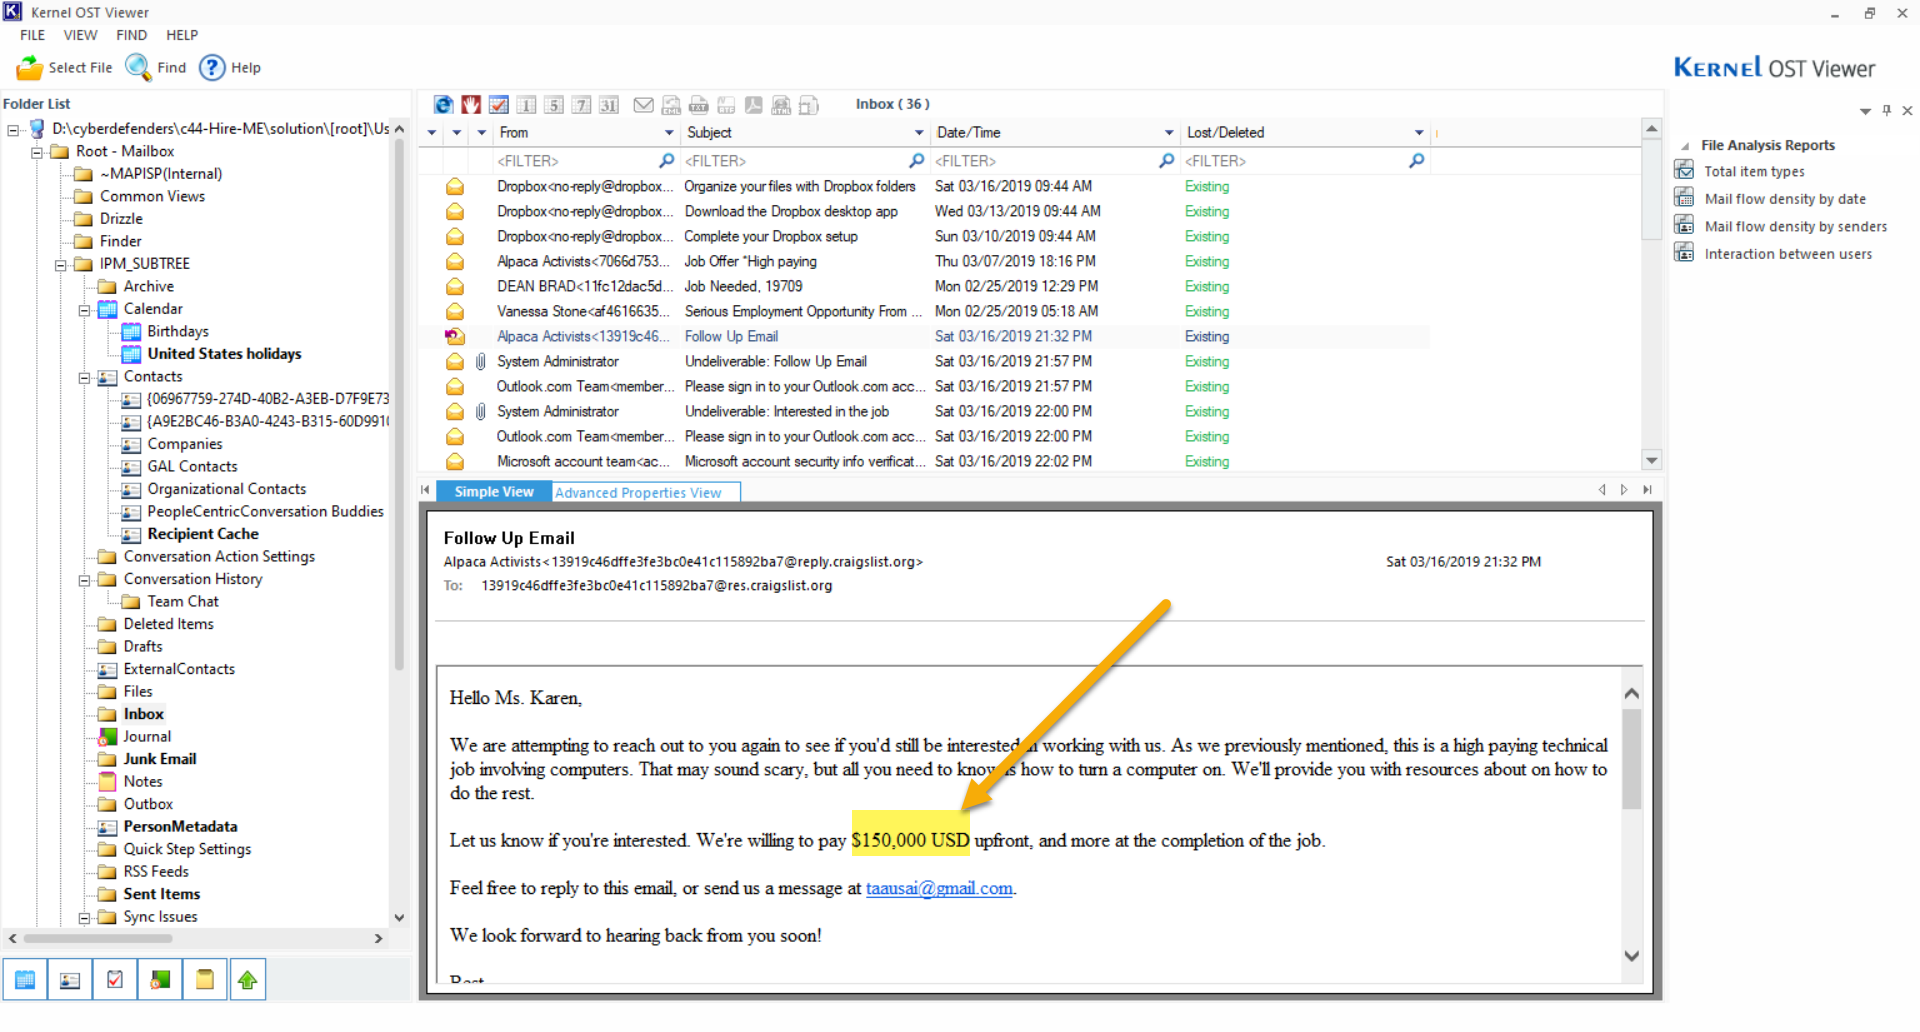 Kernel OST Viewer
FILE VIEW FIND HELP
Select File Find Help
KERNEL OST Viewer
Folder List
D:\cyberdefenders\c44-Hire-ME\solution\[root]\Us
Root - Mailbox
~MAPISP(Internal)
Common Views
Drizzle
Finder
IPM_SUBTREE
Archive
Calendar
Birthdays
United States holidays
Contacts
{06967759-274D-40B2-A3EB-D7F9E73
{A9E2BC46-B3A0-4243-B315-60D991(
Companies
GAL Contacts
Organizational Contacts
PeopleCentricConversation Buddies
Recipient Cache
Conversation Action Settings
Conversation History
Team Chat
Deleted Items
Drafts
ExternalContacts
Files
Inbox
Journal
Junk Email
Notes
Outbox
PersonMetadata
Quick Step Settings
RSS Feeds
Sent Items
Sync Issues
1 5 7 31 Inbox ( 36 )
From Subject Date/Time Lost/Deleted
<FILTER> <FILTER> <FILTER> <FILTER>
Dropbox<no-reply@dropbox... Organize your files with Dropbox folders Sat 03/16/2019 09:44 AM Existing
Dropbox<no-reply@dropbox... Download the Dropbox desktop app Wed 03/13/2019 09:44 AM Existing
Dropbox<no-reply@dropbox... Complete your Dropbox setup Sun 03/10/2019 09:44 AM Existing
Alpaca Activists<7066d753... Job Offer *High paying Thu 03/07/2019 18:16 PM Existing
DEAN BRAD<11fc12dac5d... Job Needed, 19709 Mon 02/25/2019 12:29 PM Existing
Vanessa Stone<af4616635... Serious Employment Opportunity From ... Mon 02/25/2019 05:18 AM Existing
Alpaca Activists<13919c46... Follow Up Email Sat 03/16/2019 21:32 PM Existing
System Administrator Undeliverable: Follow Up Email Sat 03/16/2019 21:57 PM Existing
Outlook.com Team<member... Please sign in to your Outlook.com acc... Sat 03/16/2019 21:57 PM Existing
System Administrator Undeliverable: Interested in the job Sat 03/16/2019 22:00 PM Existing
Outlook.com Team<member... Please sign in to your Outlook.com acc... Sat 03/16/2019 22:00 PM Existing
Microsoft account team<ac... Microsoft account security info verificat... Sat 03/16/2019 22:02 PM Existing
Simple View Advanced Properties View
Follow Up Email
Alpaca Activists<13919c46dffe3fe3bc0e41c115892ba7@reply.craigslist.org> Sat 03/16/2019 21:32 PM
To: 13919c46dffe3fe3bc0e41c115892ba7@res.craigslist.org
Hello Ms. Karen,
We are attempting to reach out to you again to see if you'd still be interested in working with us. As we previously mentioned, this is a high paying technical
job involving computers. That may sound scary, but all you need to know is how to turn a computer on. We'll provide you with resources about on how to
do the rest.
Let us know if you're interested. We're willing to pay $150,000 USD upfront, and more at the completion of the job.
Feel free to reply to this email, or send us a message at taausai@gmail.com.
We look forward to hearing back from you soon!
File Analysis Reports
Total item types
Mail flow density by date
Mail flow density by senders
Interaction between users